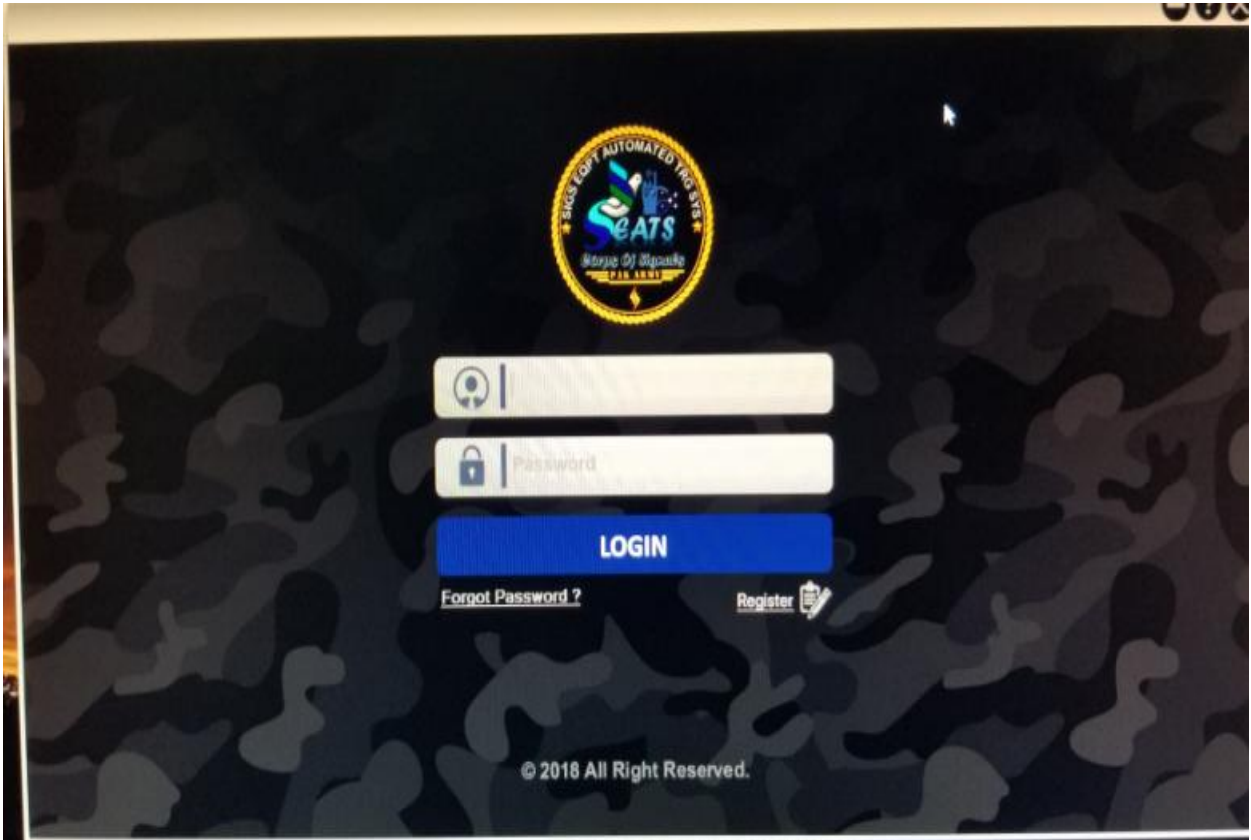 SIGS EQPT AUTOMATED TRG SYS
SEATS
Corps Of Signals
PAK ARMY
Password
LOGIN
Forgot Password ?
Register
© 2018 All Right Reserved.